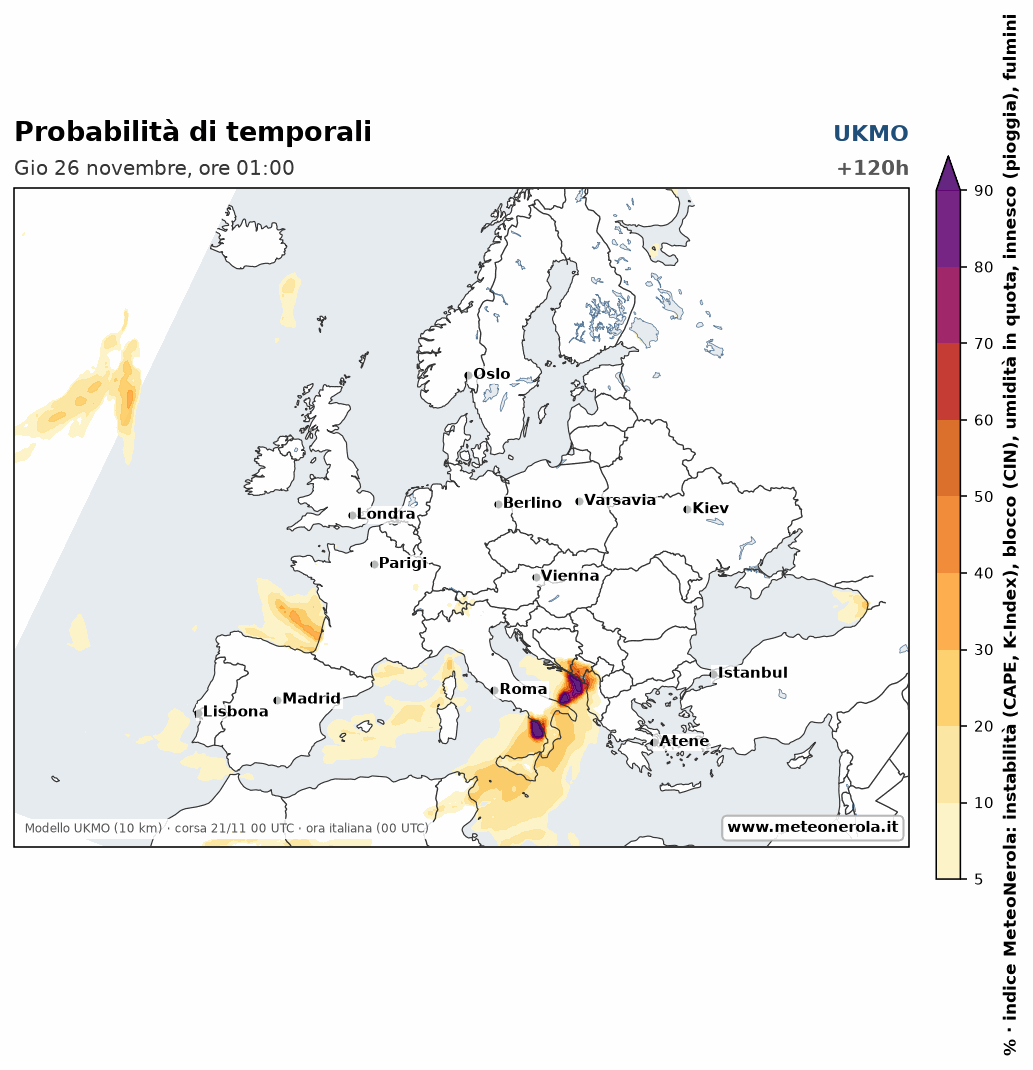 % · indice MeteoNerola: instabilità (CAPE, K-Index), blocco (CIN), umidità in quota, innesco (pioggia), fulmini
Probabilità di temporali
UKMO
Gio 26 novembre, ore 01:00
+120h
90
80
70
60
50
40
30
20
10
5
Oslo
Berlino
Varsavia
Kiev
Londra
Parigi
Vienna
Istanbul
Roma
Madrid
Lisbona
Atene
Modello UKMO (10 km) · corsa 21/11 00 UTC · ora italiana (00 UTC)
www.meteonerola.it